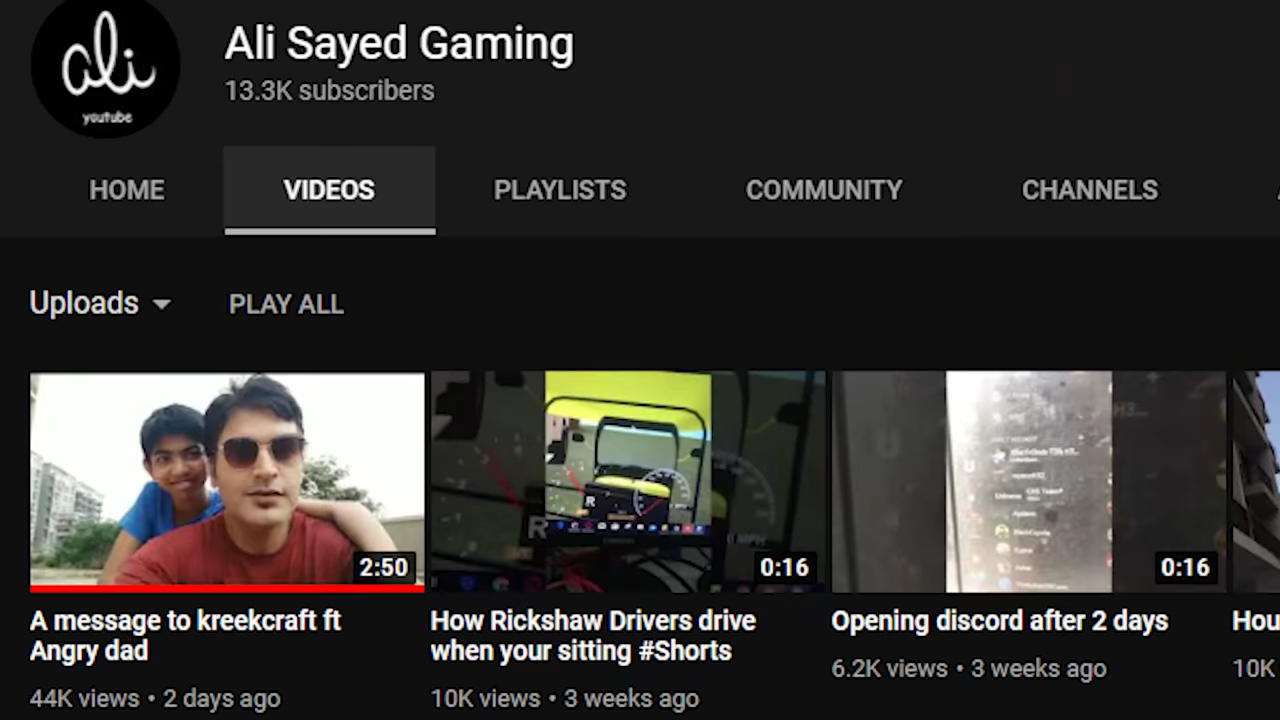 ali
youtube
Ali Sayed Gaming
13.3K subscribers
HOME VIDEOS PLAYLISTS COMMUNITY CHANNELS
Uploads PLAY ALL
2:50 0:16 0:16
A message to kreekcraft ft
Angry dad
44K views • 2 days ago
How Rickshaw Drivers drive
when your sitting #Shorts
10K views • 3 weeks ago
Opening discord after 2 days
6.2K views • 3 weeks ago
10K